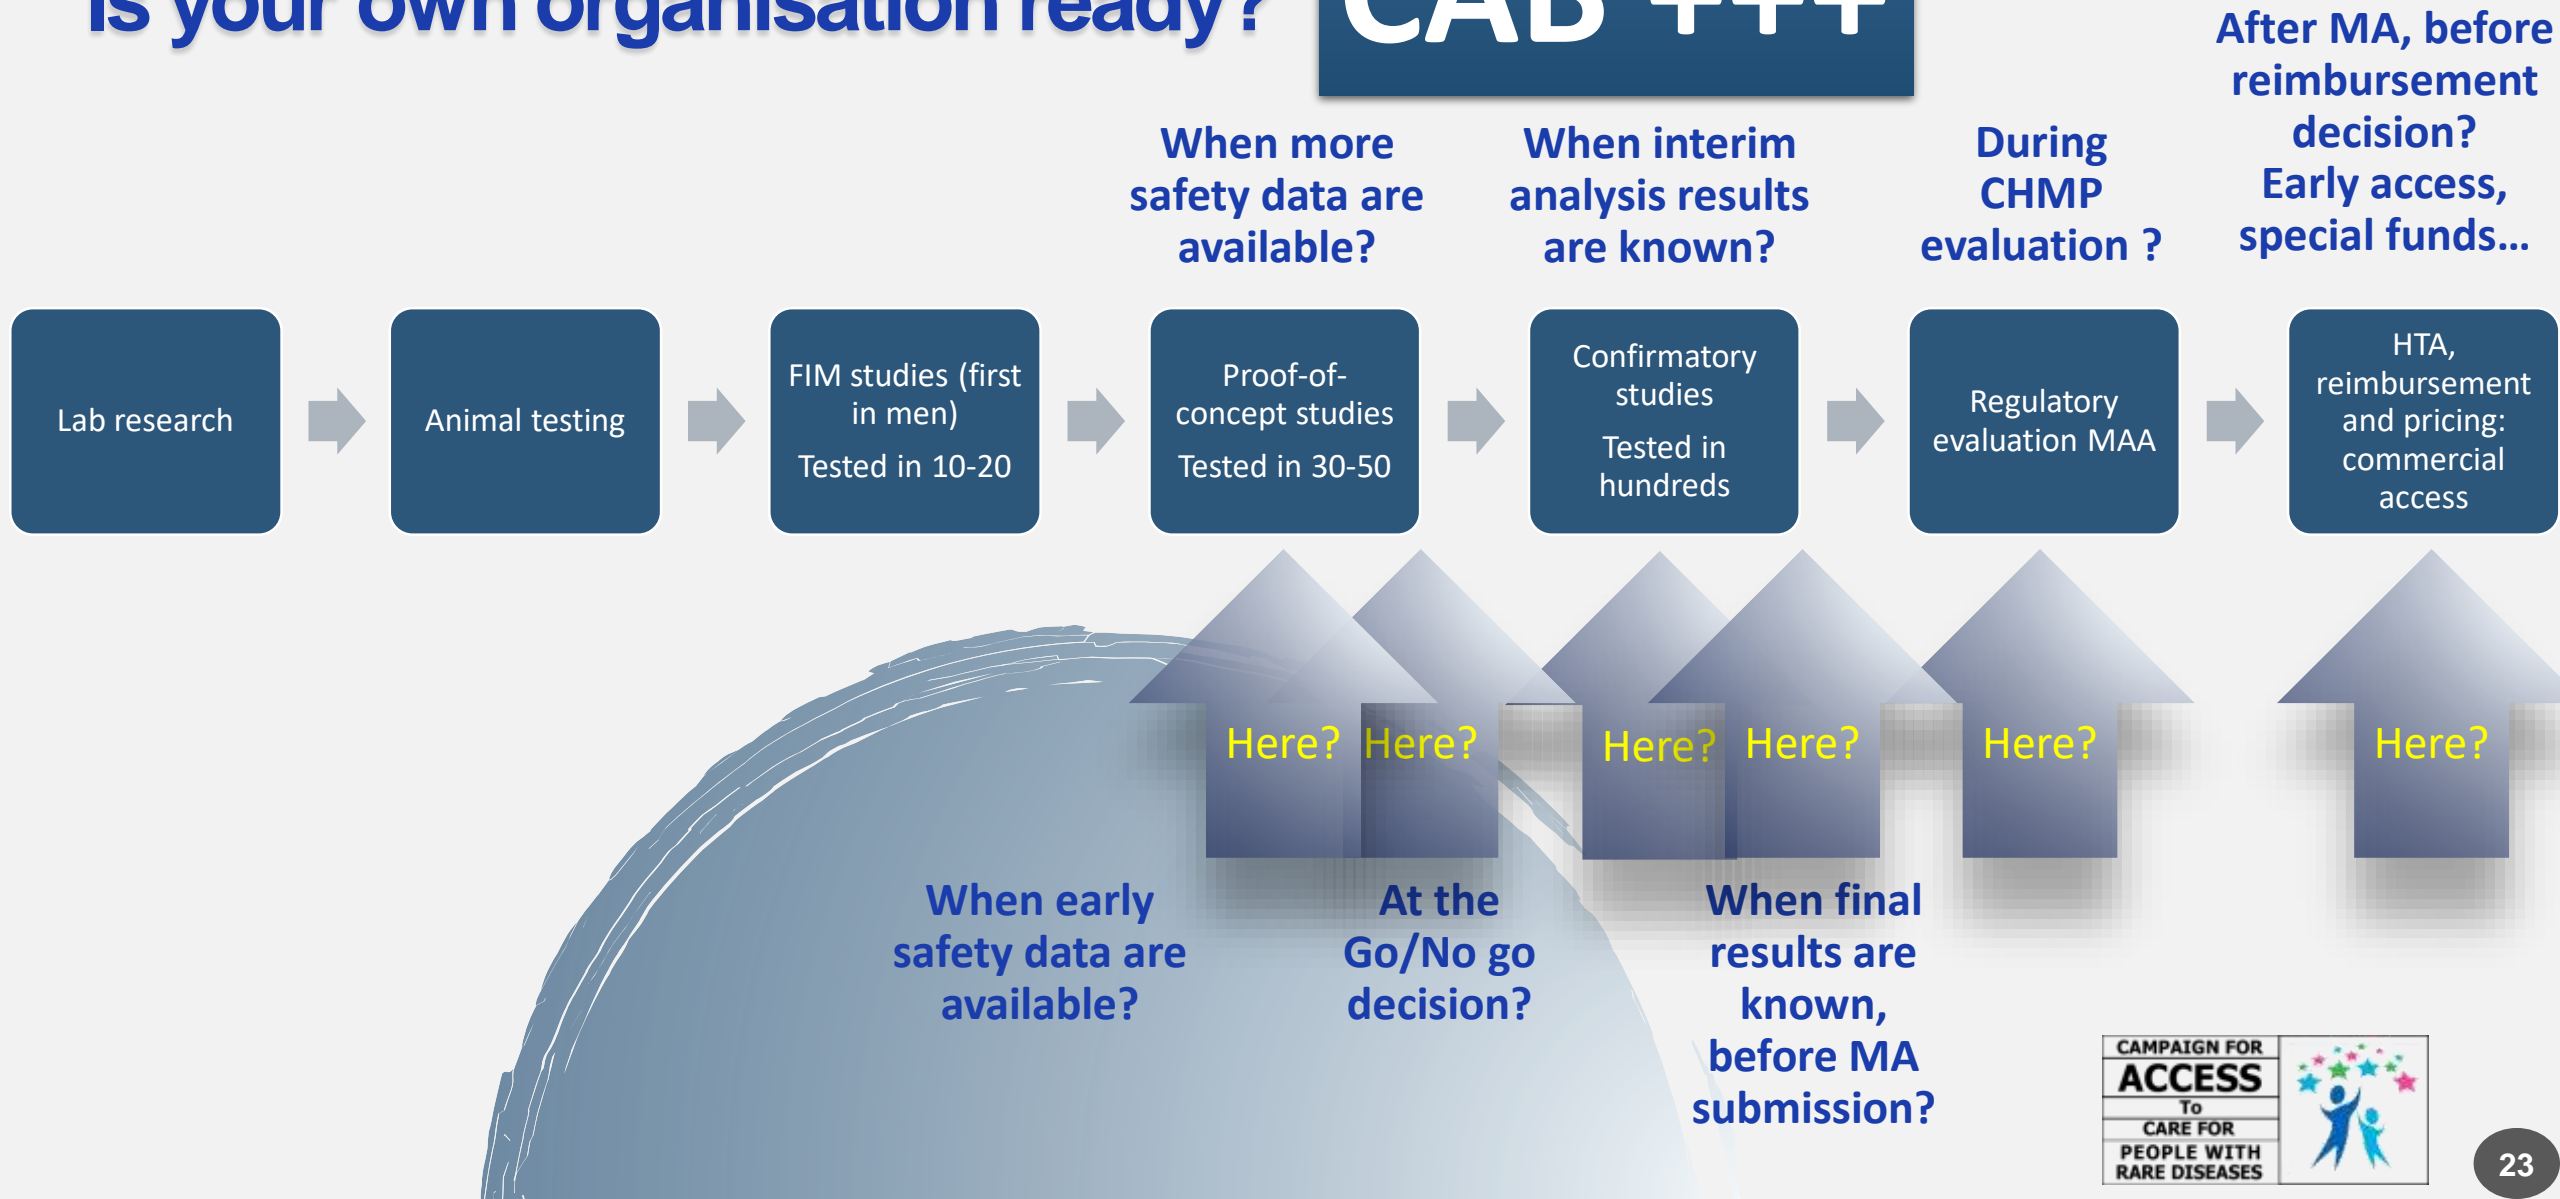 Is your own organisation ready?
CAB +++
After MA, before
reimbursement
decision?
Early access,
special funds...
When more
safety data are
available?
When interim
analysis results
are known?
During
CHMP
evaluation ?
Lab research
Animal testing
FIM studies (first
in men)
Tested in 10-20
Proof-of-
concept studies
Tested in 30-50
Confirmatory
studies
Tested in
hundreds
Regulatory
evaluation MAA
HTA,
reimbursement
and pricing:
commercial
access
Here?
Here?
Here?
Here?
Here?
Here?
When early
safety data are
available?
At the
Go/No go
decision?
When final
results are
known,
before MA
submission?
CAMPAIGN FOR
ACCESS
To
CARE FOR
PEOPLE WITH
RARE DISEASES
23